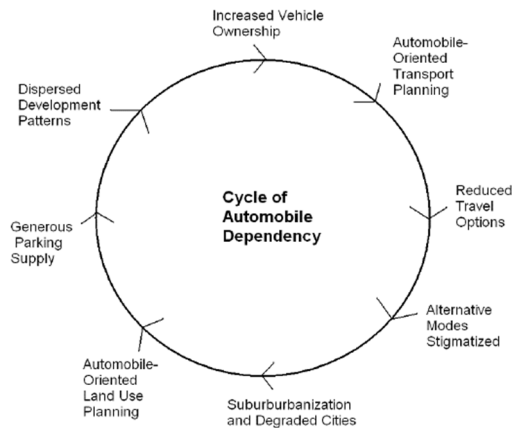 Increased Vehicle
Ownership
Automobile-
Oriented
Transport
Planning
Reduced
Travel
Options
Alternative
Modes
Stigmatized
Suburburbanization
and Degraded Cities
Automobile-
Oriented
Land Use
Planning
Generous
Parking
Supply
Dispersed
Development
Patterns
Cycle of
Automobile
Dependency